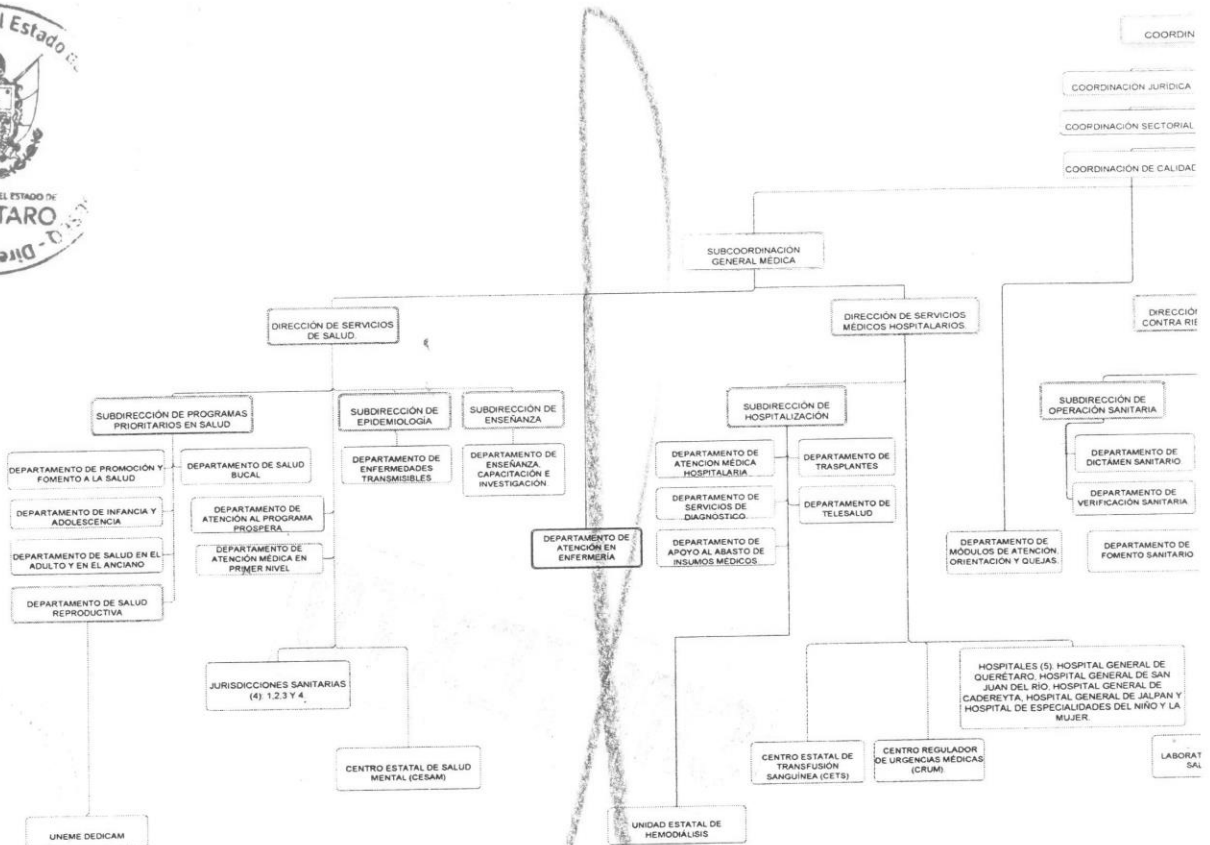 l Estado
EL ESTADO DE
TARO
Q - Direc
COORDIN
COORDINACIÓN JURÍDICA
COORDINACIÓN SECTORIAL
COORDINACIÓN DE CALIDAD
SUBCOORDINACIÓN
GENERAL MÉDICA
DIRECCIÓN DE SERVICIOS
DE SALUD.
DIRECCIÓN DE SERVICIOS
MÉDICOS HOSPITALARIOS.
DIRECCIÓN
CONTRA RIE
SUBDIRECCIÓN DE PROGRAMAS
PRIORITARIOS EN SALUD
SUBDIRECCIÓN DE
EPIDEMIOLOGÍA
SUBDIRECCIÓN DE
ENSEÑANZA
SUBDIRECCIÓN DE
HOSPITALIZACIÓN
SUBDIRECCIÓN DE
OPERACIÓN SANITARIA
DEPARTAMENTO DE PROMOCIÓN Y
FOMENTO A LA SALUD
DEPARTAMENTO DE SALUD
BUCAL
DEPARTAMENTO DE
ENFERMEDADES
TRANSMISIBLES
DEPARTAMENTO DE
ENSEÑANZA,
CAPACITACIÓN E
INVESTIGACIÓN.
DEPARTAMENTO DE
ATENCION MÉDICA
HOSPITALARIA
DEPARTAMENTO DE
TRASPLANTES
DEPARTAMENTO DE
DICTÁMEN SANITARIO
DEPARTAMENTO DE INFANCIA Y
ADOLESCENCIA
DEPARTAMENTO DE
ATENCIÓN AL PROGRAMA
PROSPERA
DEPARTAMENTO DE
SERVICIOS DE
DIAGNÓSTICO.
DEPARTAMENTO DE
TELESALUD
DEPARTAMENTO DE
VERIFICACIÓN SANITARIA
DEPARTAMENTO DE SALUD EN EL
ADULTO Y EN EL ANCIANO
DEPARTAMENTO DE
ATENCIÓN MÉDICA EN
PRIMER NIVEL
DEPARTAMENTO DE
ATENCIÓN EN
ENFERMERÍA
DEPARTAMENTO DE
APOYO AL ABASTO DE
INSUMOS MÉDICOS
DEPARTAMENTO DE
MÓDULOS DE ATENCIÓN,
ORIENTACIÓN Y QUEJAS.
DEPARTAMENTO DE
FOMENTO SANITARIO
DEPARTAMENTO DE SALUD
REPRODUCTIVA
JURISDICCIONES SANITARIAS
(4): 1,2,3 Y 4.
HOSPITALES (5): HOSPITAL GENERAL DE
QUERÉTARO, HOSPITAL GENERAL DE SAN
JUAN DEL RÍO, HOSPITAL GENERAL DE
CADEREYTA, HOSPITAL GENERAL DE JALPAN Y
HOSPITAL DE ESPECIALIDADES DEL NIÑO Y LA
MUJER.
CENTRO ESTATAL DE SALUD
MENTAL (CESAM)
CENTRO ESTATAL DE
TRANSFUSIÓN
SANGUÍNEA (CETS)
CENTRO REGULADOR
DE URGENCIAS MÉDICAS
(CRUM).
LABORAT
SAL
UNEME DEDICAM
UNIDAD ESTATAL DE
HEMODIÁLISIS